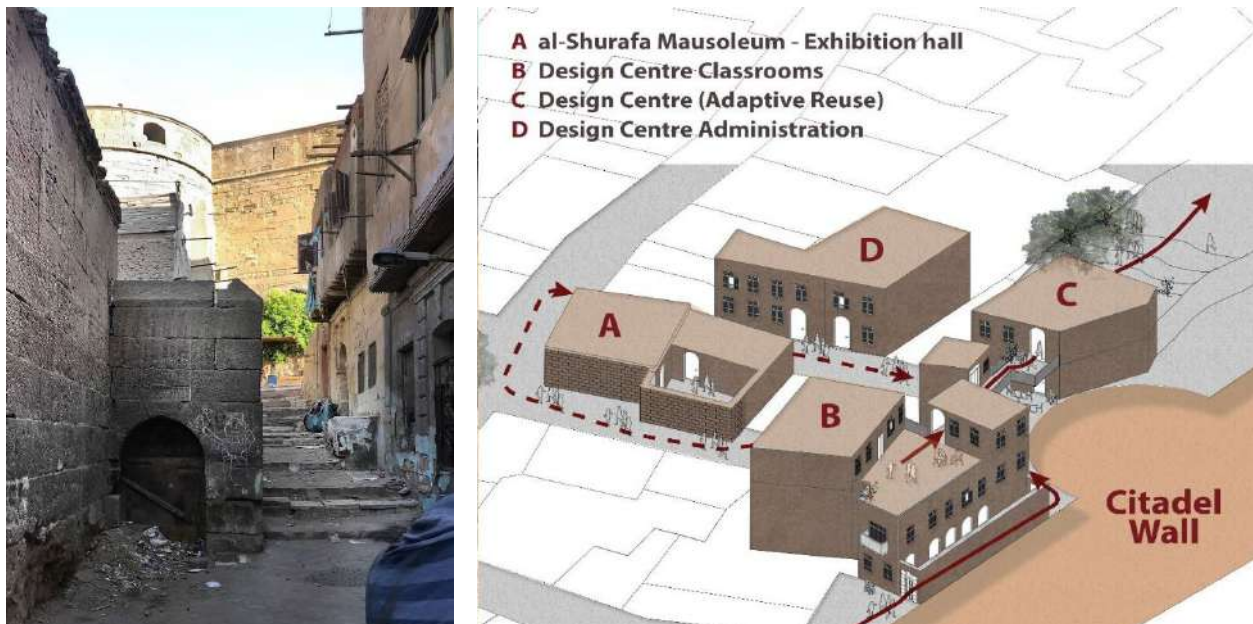 A al-Shurafa Mausoleum - Exhibition hall
B Design Centre Classrooms
C Design Centre (Adaptive Reuse)
D Design Centre Administration
D
C
A
B
Citadel
Wall